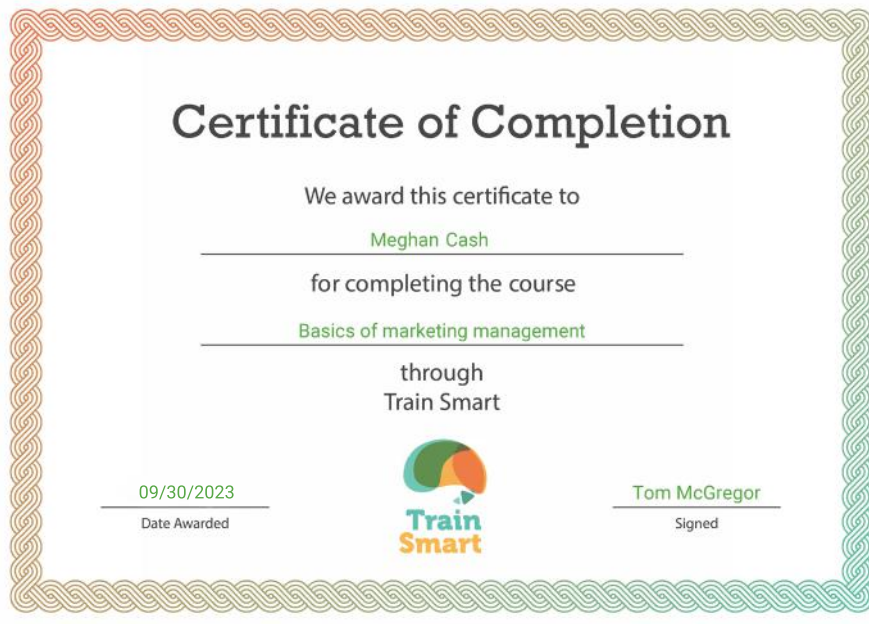 Certificate of Completion
We award this certificate to
Meghan Cash
for completing the course
Basics of marketing management
through
Train Smart
09/30/2023
Date Awarded
Train
Smart
Tom McGregor
Signed